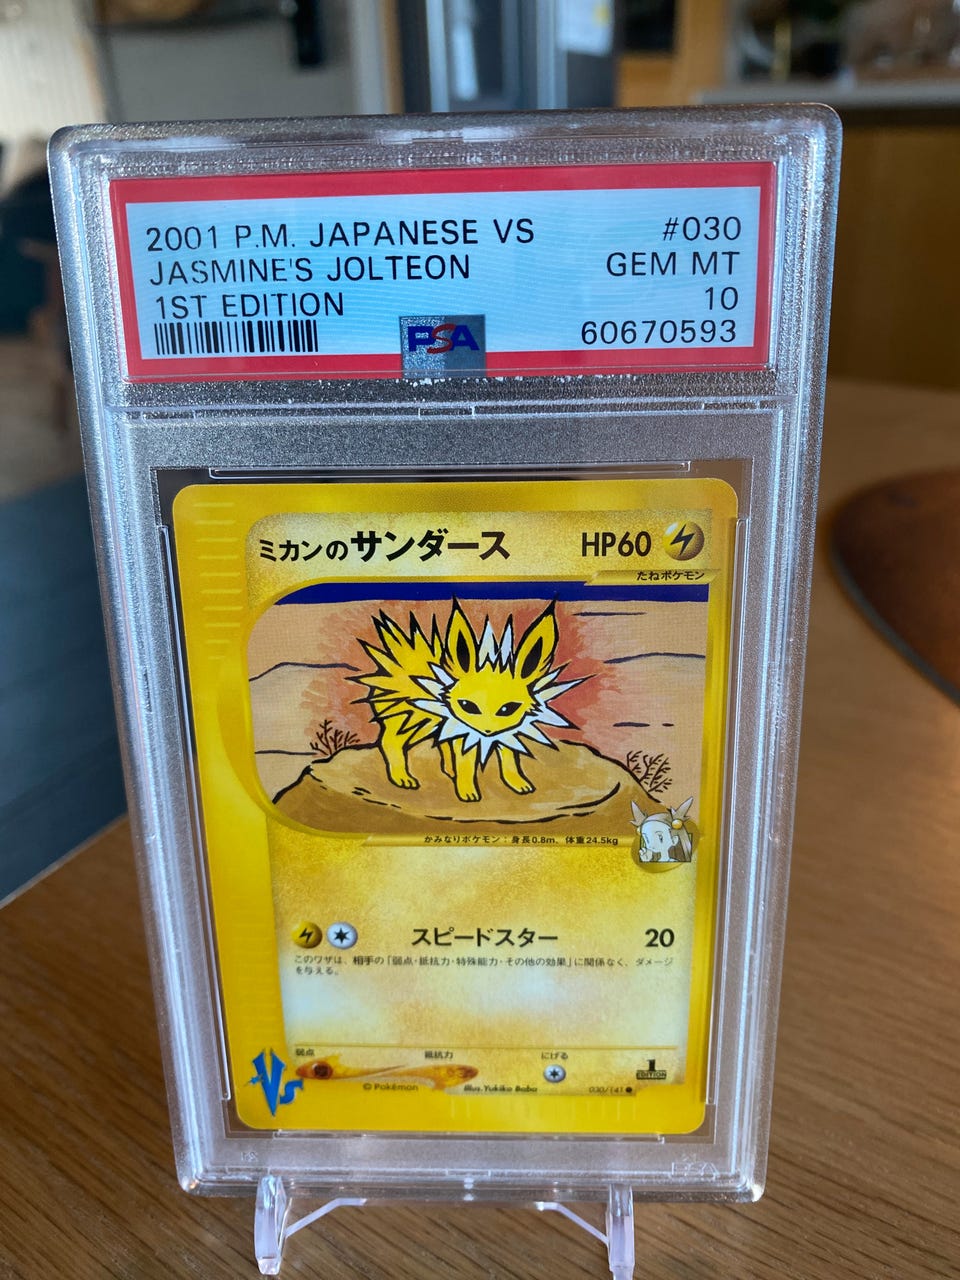 2001 P.M. JAPANESE VS #030
JASMINE'S JOLTEON GEM MT
1ST EDITION 10
PSA 60670593
ミカンのサンダース HP60
たねポケモン
かみなりポケモン：身長0.8m、体重24.5kg
スピードスター 20
このワザは、相手の「弱点・抵抗力・特殊能力・その他の効果」に関係なく、ダメージ
を与える。
弱点 抵抗力 にげる
1
EDITION
Vs
©Pokémon illus.Yukiko Baba 030/141